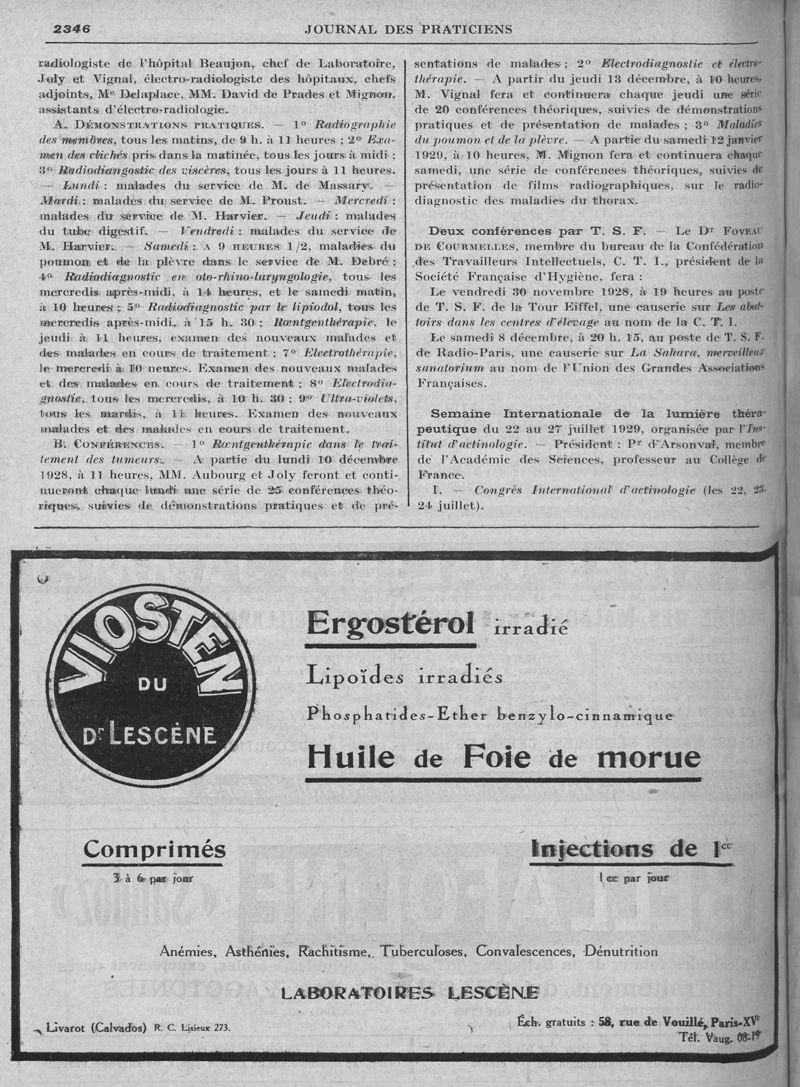 2346
JOURNAL DES PRATICIENS
radiologiste de l'hôpital Beaujon, chef de Laboratoire,
Joly et Vignal, électro-radiologiste des hôpitaux, chefs
adjoints, Me Delaplace, MM. David de Prades et Mignon,
assistants d'électro-radiologie.
A. DÉMONSTRATIONS PRATIQUES. — 1º Radiographie
des membres, tous les matins, de 9 h. à 11 heures ; 2º Exa-
men des clichés pris dans la matinée, tous les jours à midi ;
3º Radiodiangostic des viscères, tous les jours à 11 heures.
— Lundi : malades du service de M. de Massary. —
Mardi : malades du service de M. Proust. — Mercredi :
malades du service de M. Harvier. — Jeudi : malades
du tube digestif. — Vendredi : malades du service de
M. Harvier. — Samedi : A 9 HEURES 1/2, maladies du
poumon et de la plèvre dans le service de M. Debré ;
4º Radiodiagnostic en oto-rhino-laryngologie, tous les
mercredis après-midi, à 14 heures, et le samedi matin,
à 10 heures ; 5º Radiodiagnostic par le lipiodol, tous les
mercredis après-midi, à 15 h. 30 ; Rœntgenthérapie, le
jeudi à 11 heures, examen des nouveaux malades et
des malades en cours de traitement ; 7º Electrothérapie,
le mercredi à 10 heures. Examen des nouveaux malades
et des malades en cours de traitement ; 8º Electrodia-
gnostic, tous les mercredis, à 10 h. 30 ; 9º Ultra-violets,
tous les mardis, à 11 heures. Examen des nouveaux
malades et des malades en cours de traitement.
B. CONFÉRENCES. — 1º Rœntgenthérapie dans le trai-
tement des tumeurs. — A partie du lundi 10 décembre
1928, à 11 heures, MM. Aubourg et Joly feront et conti-
nueront chaque lundi une série de 25 conférences théo-
riques, suivies de démonstrations pratiques et de pré-
sentations de malades ; 2º Electrodiagnostic et électro-
thérapie. — A partir du jeudi 13 décembre, à 10 heures,
M. Vignal fera et continuera chaque jeudi une série
de 20 conférences théoriques, suivies de démonstrations
pratiques et de présentation de malades ; 3º Maladies
du poumon et de la plèvre. — A partie du samedi 12 janvier
1929, à 10 heures, M. Mignon fera et continuera chaque
samedi, une série de conférences théoriques, suivies de
présentation de films radiographiques, sur le radio-
diagnostic des maladies du thorax.
Deux conférences par T. S. F. — Le Dr FOVEAU
DE COURMELLES, membre du bureau de la Confédération
des Travailleurs Intellectuels, C. T. I., président de la
Société Française d'Hygiène, fera :
Le vendredi 30 novembre 1928, à 19 heures au poste
de T. S. F. de la Tour Eiffel, une causerie sur Les abat-
toirs dans les centres d'élevage au nom de la C. T. I.
Le samedi 8 décembre, à 20 h. 15, au poste de T. S. F.
de Radio-Paris, une causerie sur La Sahara, merveilleux
sanatorium au nom de l'Union des Grandes Associations
Françaises.
Semaine Internationale de la lumière théra-
peutique du 22 au 27 juillet 1929, organisée par l'Ins-
titut d'actinologie. — Président : Pr d'Arsonval, membre
de l'Académie des Sciences, professeur au Collège de
France.
I. — Congrès International d'actinologie (les 22, 23
24 juillet).
VIOSTEN
DU
Dr LESCÈNE
Ergostérol irradié
Lipoïdes irradiés
Phosphatides-Ether benzylo-cinnamique
Huile de Foie de morue
Comprimés
3 à 6 par jour
Injections de 1cc
1 cc par jour
Anémies, Asthénies, Rachitisme, Tuberculoses, Convalescences, Dénutrition
LABORATOIRES LESCÈNE
Livarot (Calvados) R. C. Lisieux 273.
Éch. gratuits : 58, rue de Vouillé, Paris-XVe
Tél. Vaug. 08-19